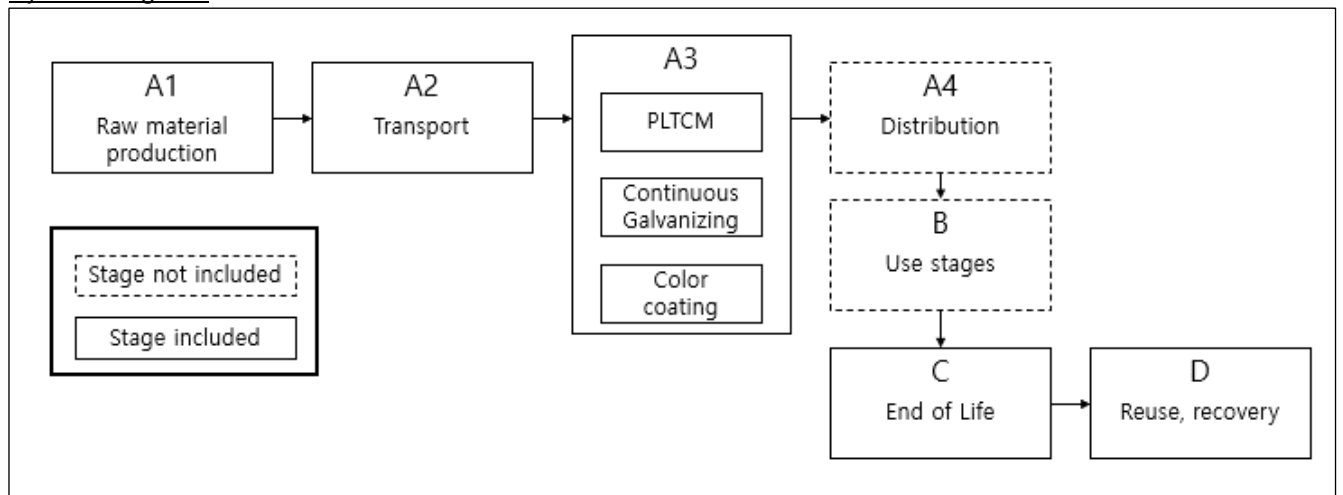 A1
Raw material
production
A2
Transport
A3
PLTCM
Continuous
Galvanizing
Color
coating
A4
Distribution
B
Use stages
C
End of Life
D
Reuse, recovery
Stage not included
Stage included